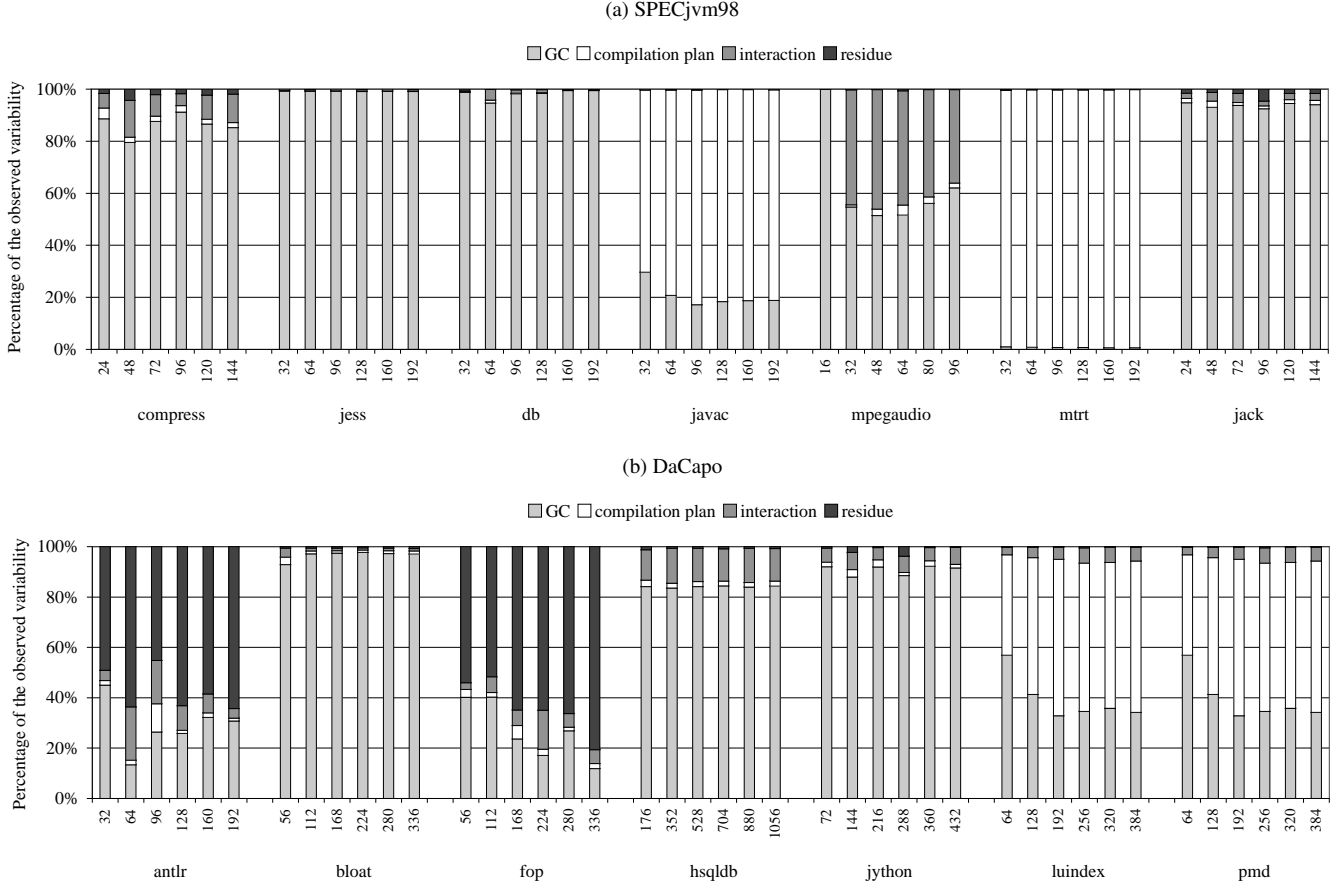 (a) SPECjvm98
GC compilation plan interaction residue
Percentage of the observed variability
100%
80%
60%
40%
20%
0%
24 48 72 96 120 144 32 64 96 128 160 192 32 64 96 128 160 192 32 64 96 128 160 192 16 32 48 64 80 96 32 64 96 128 160 192 24 48 72 96 120 144
compress jess db javac mpegaudio mtrt jack
(b) DaCapo
GC compilation plan interaction residue
Percentage of the observed variability
100%
80%
60%
40%
20%
0%
32 64 96 128 160 192 56 112 168 224 280 336 56 112 168 224 280 336 176 352 528 704 880 1056 72 144 216 288 360 432 64 128 192 256 320 384 64 128 192 256 320 384
antlr bloat fop hsqldb jython luindex pmd